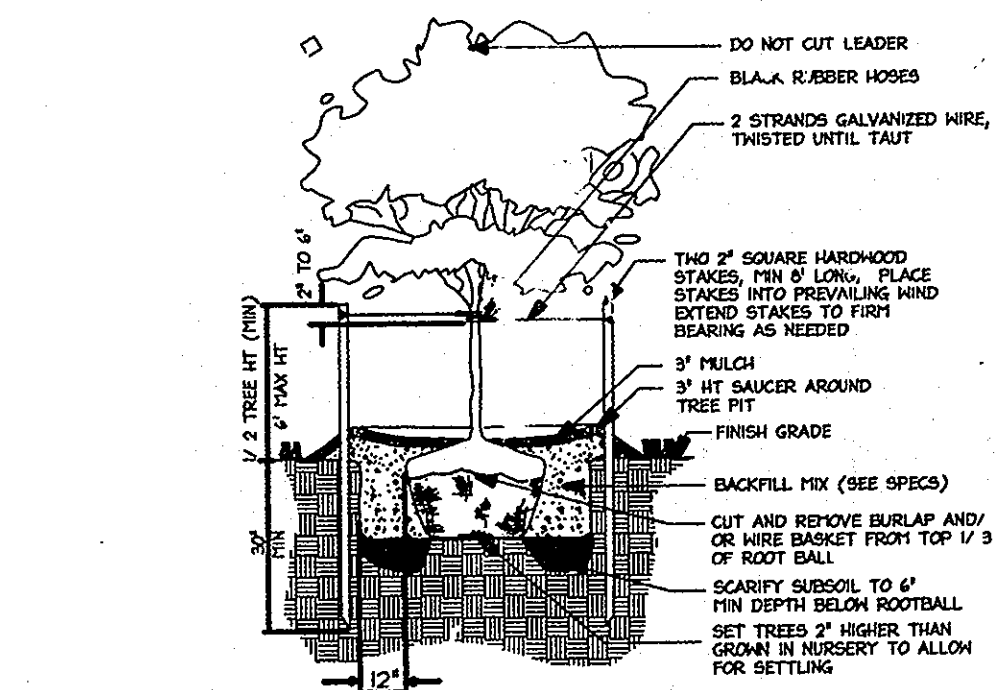 DO NOT CUT LEADER
BLACK RUBBER HOSES
2 STRANDS GALVANIZED WIRE,
TWISTED UNTIL TAUT
2" TO 6"
TWO 2" SQUARE HARDWOOD
STAKES, MIN 8' LONG, PLACE
STAKES INTO PREVAILING WIND
EXTEND STAKES TO FIRM
BEARING AS NEEDED
1/2 TREE HT (MIN)
6' MAX HT
3" MULCH
3" HT SAUCER AROUND
TREE PIT
FINISH GRADE
BACKFILL MIX (SEE SPECS)
CUT AND REMOVE BURLAP AND/
OR WIRE BASKET FROM TOP 1/3
OF ROOT BALL
30"
MIN
SCARIFY SUBSOIL TO 6"
MIN DEPTH BELOW ROOTBALL
SET TREES 2" HIGHER THAN
GROWN IN NURSERY TO ALLOW
FOR SETTLING
12"